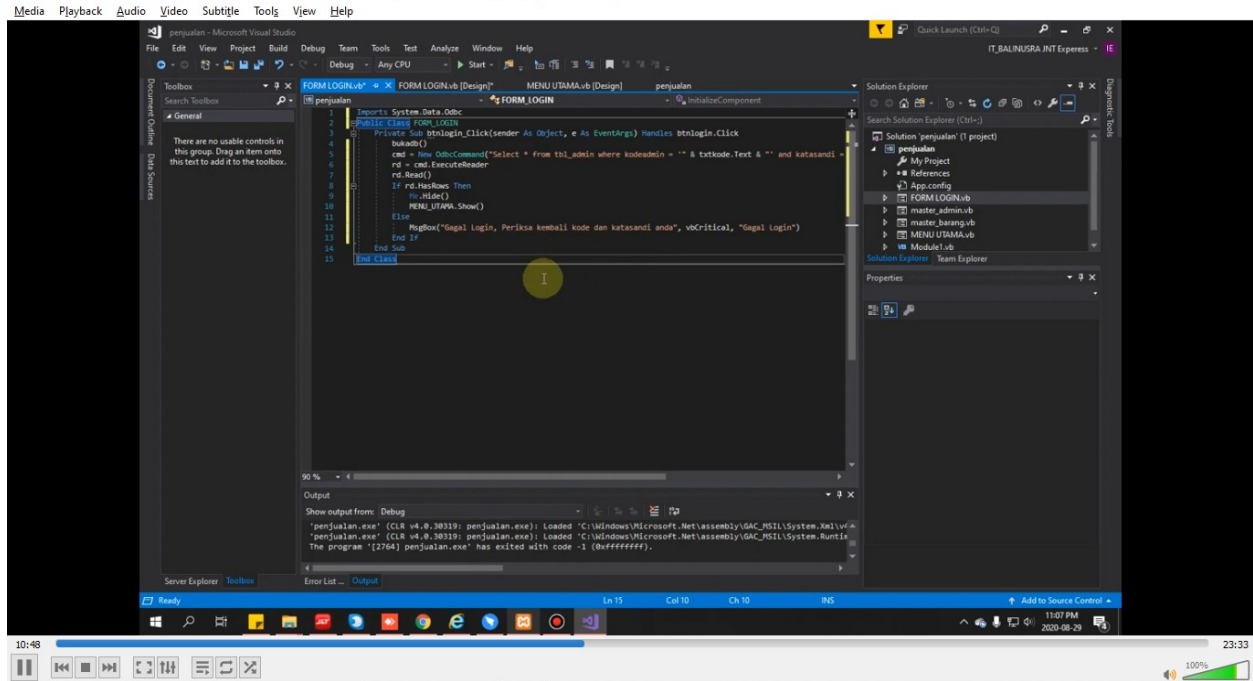 Media Playback Audio Video Subtitle Tools View Help
penjualan - Microsoft Visual Studio
Quick Launch (Ctrl+Q)
File Edit View Project Build Debug Team Tools Test Analyze Window Help
IT_BALINUSRA JNT Experess
IE
Debug Any CPU Start
Document Outline
Data Sources
Toolbox
Search Toolbox
General
There are no usable controls in
this group. Drag an item onto
this text to add it to the toolbox.
Server Explorer Toolbox
FORM LOGIN.vb* FORM LOGIN.vb [Design]* MENU UTAMA.vb [Design] penjualan
penjualan FORM_LOGIN InitializeComponent
1 Imports System.Data.Odbc
2 Public Class FORM_LOGIN
3 Private Sub btnlogin_Click(sender As Object, e As EventArgs) Handles btnlogin.Click
4 bukadb()
5 cmd = New OdbcCommand("Select * from tbl_admin where kodeadmin = '" & txtkode.Text & "' and katasandi =
6 rd = cmd.ExecuteReader
7 rd.Read()
8 If rd.HasRows Then
9 Me.Hide()
10 MENU_UTAMA.Show()
11 Else
12 MsgBox("Gagal Login, Periksa kembali kode dan katasandi anda", vbCritical, "Gagal Login")
13 End If
14 End Sub
15 End Class
90 %
Output
Show output from: Debug
'penjualan.exe' (CLR v4.0.30319: penjualan.exe): Loaded 'C:\Windows\Microsoft.Net\assembly\GAC_MSIL\System.Xml\v4
'penjualan.exe' (CLR v4.0.30319: penjualan.exe): Loaded 'C:\Windows\Microsoft.Net\assembly\GAC_MSIL\System.Runtim
The program '[2764] penjualan.exe' has exited with code -1 (0xffffffff).
Error List ... Output
Solution Explorer
Search Solution Explorer (Ctrl+;)
Solution 'penjualan' (1 project)
penjualan
My Project
References
App.config
FORM LOGIN.vb
master_admin.vb
master_barang.vb
MENU UTAMA.vb
VB Module1.vb
Solution Explorer Team Explorer
Properties
Diagnostic Tools
Ready Ln 15 Col 10 Ch 10 INS Add to Source Control
11:07 PM
2020-08-29
10:48 23:33
100%